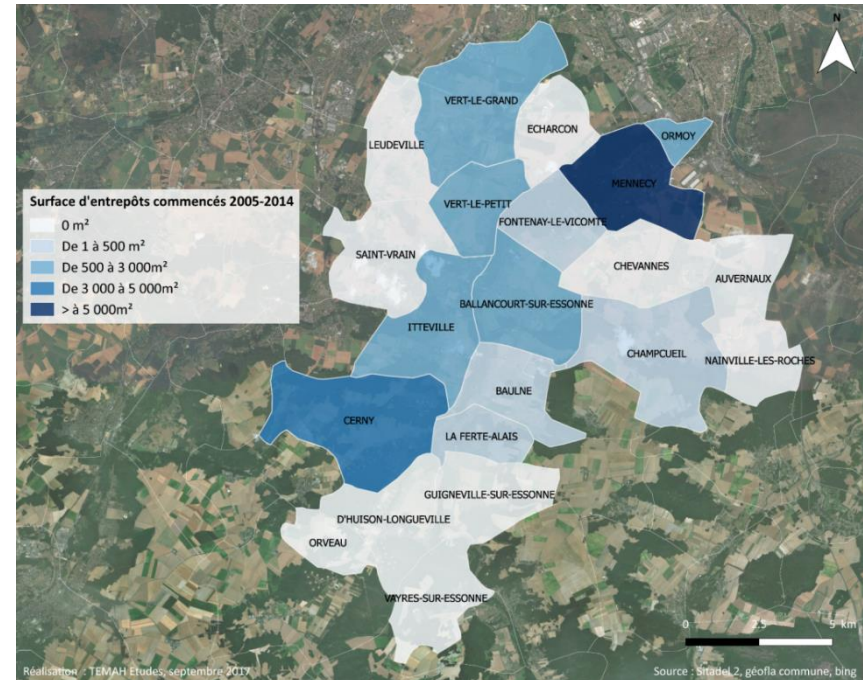 N
VERT-LE-GRAND
ECHARCON
ORMOY
LEUDEVILLE
MENNECY
Surface d'entrepôts commencés 2005-2014
0 m²
De 1 à 500 m²
De 500 à 3 000m²
De 3 000 à 5 000m²
> à 5 000m²
VERT-LE-PETIT
FONTENAY-LE-VICOMTE
SAINT-VRAIN
CHEVANNES
AUVERNAUX
BALLANCOURT-SUR-ESSONNE
ITTEVILLE
CHAMPCUEIL
NAINVILLE-LES-ROCHES
BAULNE
CERNY
LA FERTE-ALAIS
GUIGNEVILLE-SUR-ESSONNE
D'HUISON-LONGUEVILLE
ORVEAU
VAYRES-SUR-ESSONNE
0 2.5 5 km
Réalisation : TEMAH Etudes, septembre 2017
Source : Sitadel 2, géofla commune, bing